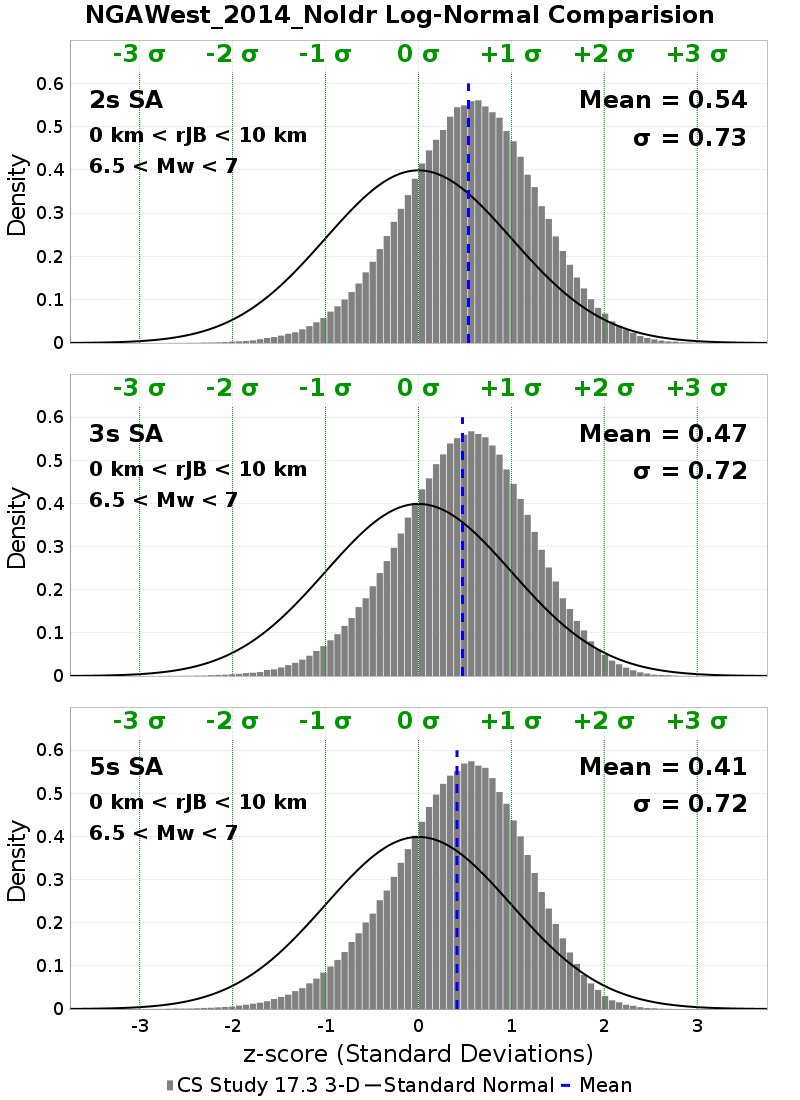 NGAWest_2014_NoIdr Log-Normal Comparision
-3 σ -2 σ -1 σ 0 σ +1 σ +2 σ +3 σ
2s SA
0 km < rJB < 10 km
6.5 < Mw < 7
Mean = 0.54
σ = 0.73
Density
0.6
0.5
0.4
0.3
0.2
0.1
0
-3 σ -2 σ -1 σ 0 σ +1 σ +2 σ +3 σ
3s SA
0 km < rJB < 10 km
6.5 < Mw < 7
Mean = 0.47
σ = 0.72
Density
0.6
0.5
0.4
0.3
0.2
0.1
0
-3 σ -2 σ -1 σ 0 σ +1 σ +2 σ +3 σ
5s SA
0 km < rJB < 10 km
6.5 < Mw < 7
Mean = 0.41
σ = 0.72
Density
0.6
0.5
0.4
0.3
0.2
0.1
0
-3 -2 -1 0 1 2 3
z-score (Standard Deviations)
CS Study 17.3 3-D Standard Normal Mean